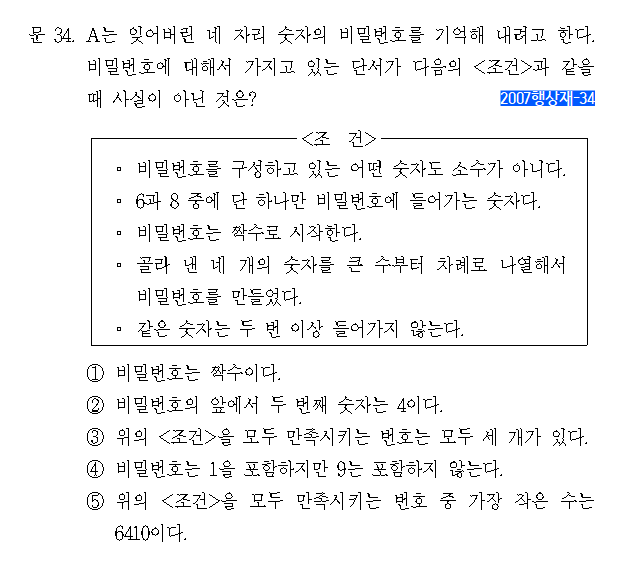 문 34. A는 잊어버린 네 자리 숫자의 비밀번호를 기억해 내려고 한다.
비밀번호에 대해서 가지고 있는 단서가 다음의 <조건>과 같을
때 사실이 아닌 것은?
2007행상재-34
<조 건>
▫ 비밀번호를 구성하고 있는 어떤 숫자도 소수가 아니다.
▫ 6과 8 중에 단 하나만 비밀번호에 들어가는 숫자다.
▫ 비밀번호는 짝수로 시작한다.
▫ 골라 낸 네 개의 숫자를 큰 수부터 차례로 나열해서
비밀번호를 만들었다.
▫ 같은 숫자는 두 번 이상 들어가지 않는다.
① 비밀번호는 짝수이다.
② 비밀번호의 앞에서 두 번째 숫자는 4이다.
③ 위의 <조건>을 모두 만족시키는 번호는 모두 세 개가 있다.
④ 비밀번호는 1을 포함하지만 9는 포함하지 않는다.
⑤ 위의 <조건>을 모두 만족시키는 번호 중 가장 작은 수는
6410이다.